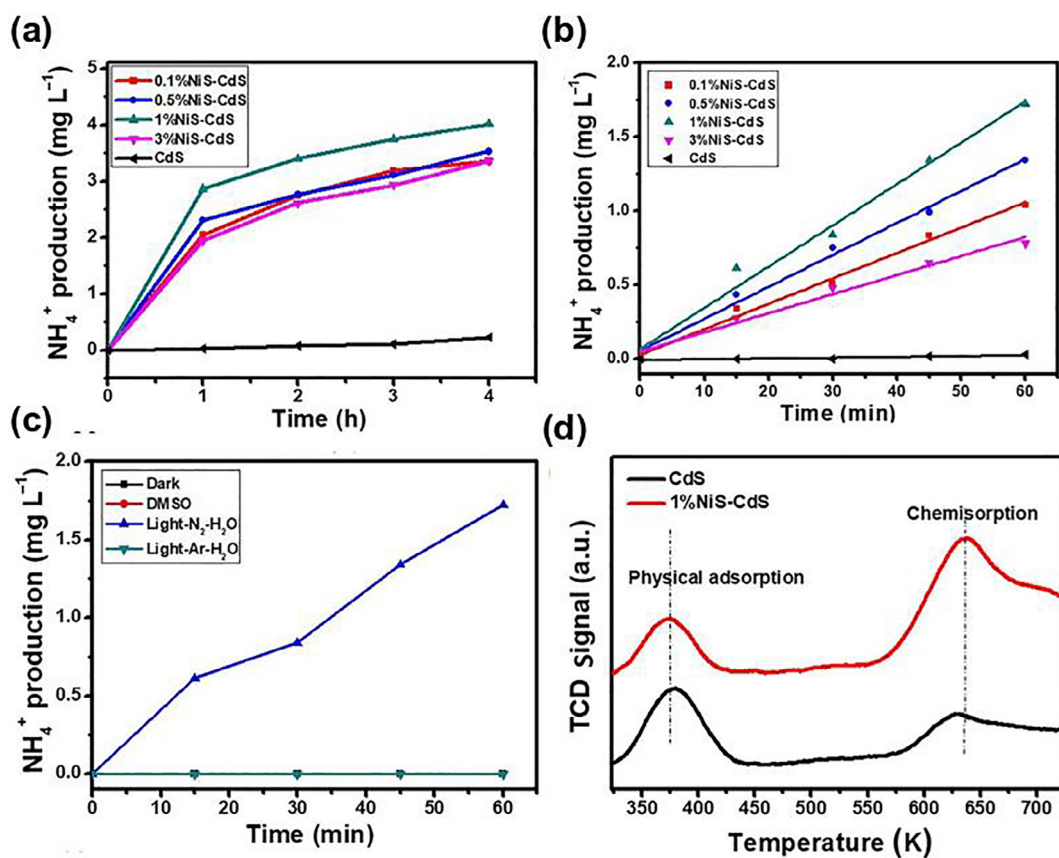 (a)
NH₄⁺ production (mg L⁻¹)
5
4
3
2
1
0
0.1%NiS-CdS
0.5%NiS-CdS
1%NiS-CdS
3%NiS-CdS
CdS
0 1 2 3 4
Time (h)
(b)
NH₄⁺ production (mg L⁻¹)
2.0
1.5
1.0
0.5
0.0
0.1%NiS-CdS
0.5%NiS-CdS
1%NiS-CdS
3%NiS-CdS
CdS
0 10 20 30 40 50 60
Time (min)
(c)
NH₄⁺ production (mg L⁻¹)
2.0
1.5
1.0
0.5
0.0
Dark
DMSO
Light-N₂-H₂O
Light-Ar-H₂O
0 15 30 45 60
Time (min)
(d)
TCD signal (a.u.)
CdS
1%NiS-CdS
Chemisorption
Physical adsorption
350 400 450 500 550 600 650 700
Temperature (K)